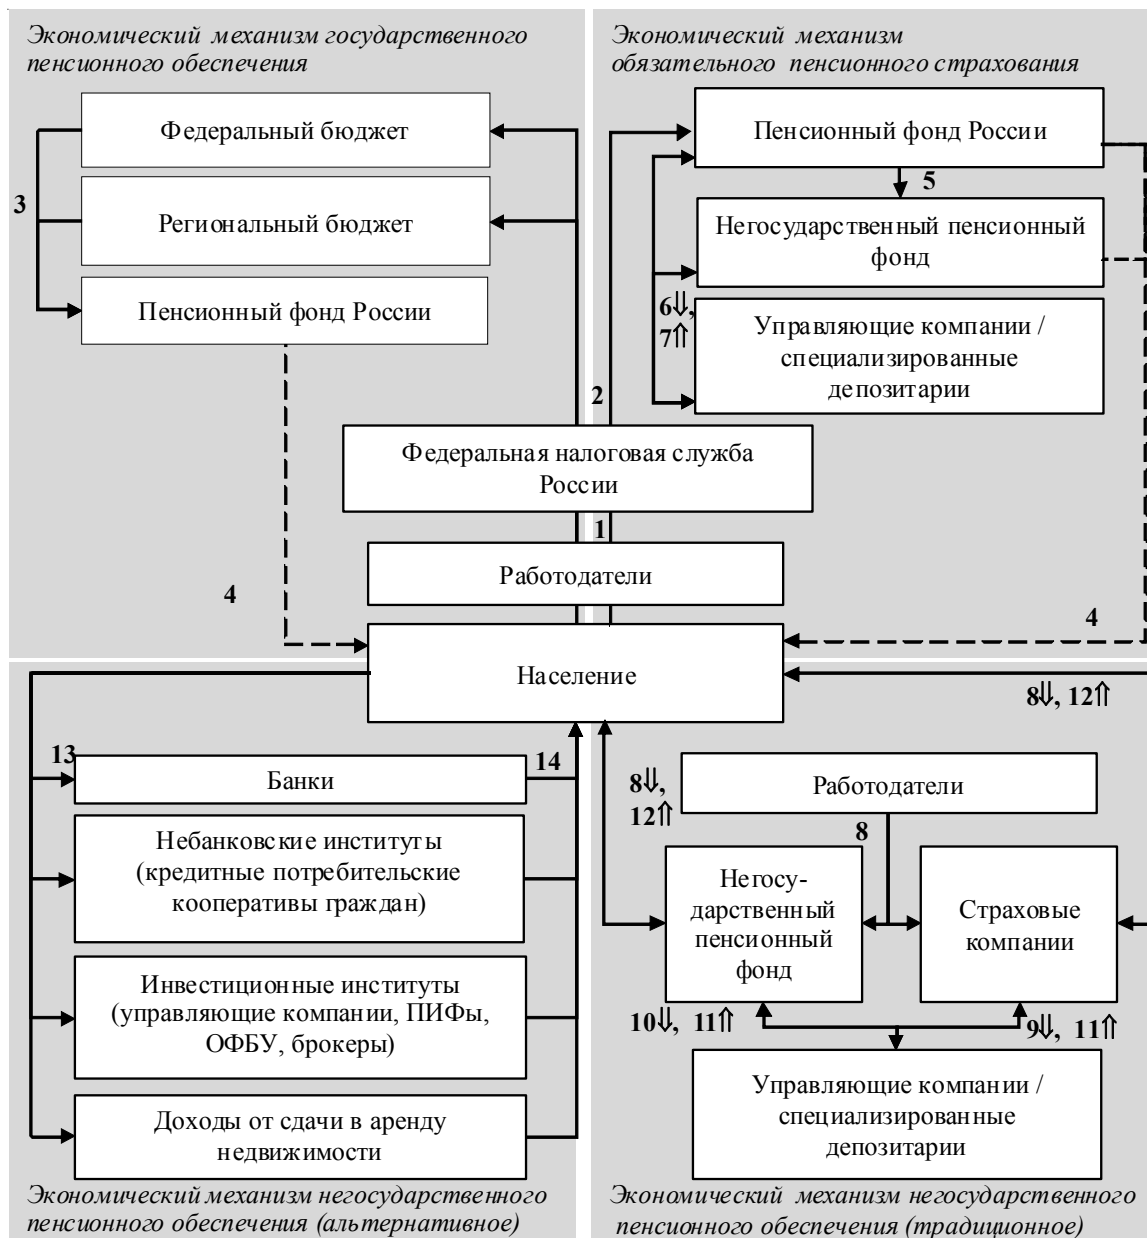 Экономический механизм государственного
пенсионного обеспечения
Федеральный бюджет
3
Региональный бюджет
Пенсионный фонд России
4
Экономический механизм
обязательного пенсионного страхования
Пенсионный фонд России
5
Негосударственный пенсионный
фонд
6⇓,
7⇑
Управляющие компании /
специализированные
депозитарии
2
Федеральная налоговая служба
России
1
Работодатели
4
Население
8⇓, 12⇑
13
14
Банки
Небанковские институты
(кредитные потребительские
кооперативы граждан)
Инвестиционные институты
(управляющие компании, ПИФы,
ОФБУ, брокеры)
Доходы от сдачи в аренду
недвижимости
Экономический механизм негосударственного
пенсионного обеспечения (альтернативное)
8⇓,
12⇑
Работодатели
8
Негосу-
дарственный
пенсионный
фонд
Страховые
компании
10⇓, 11⇑
9⇓, 11⇑
Управляющие компании /
специализированные
депозитарии
Экономический механизм негосударственного
пенсионного обеспечения (традиционное)